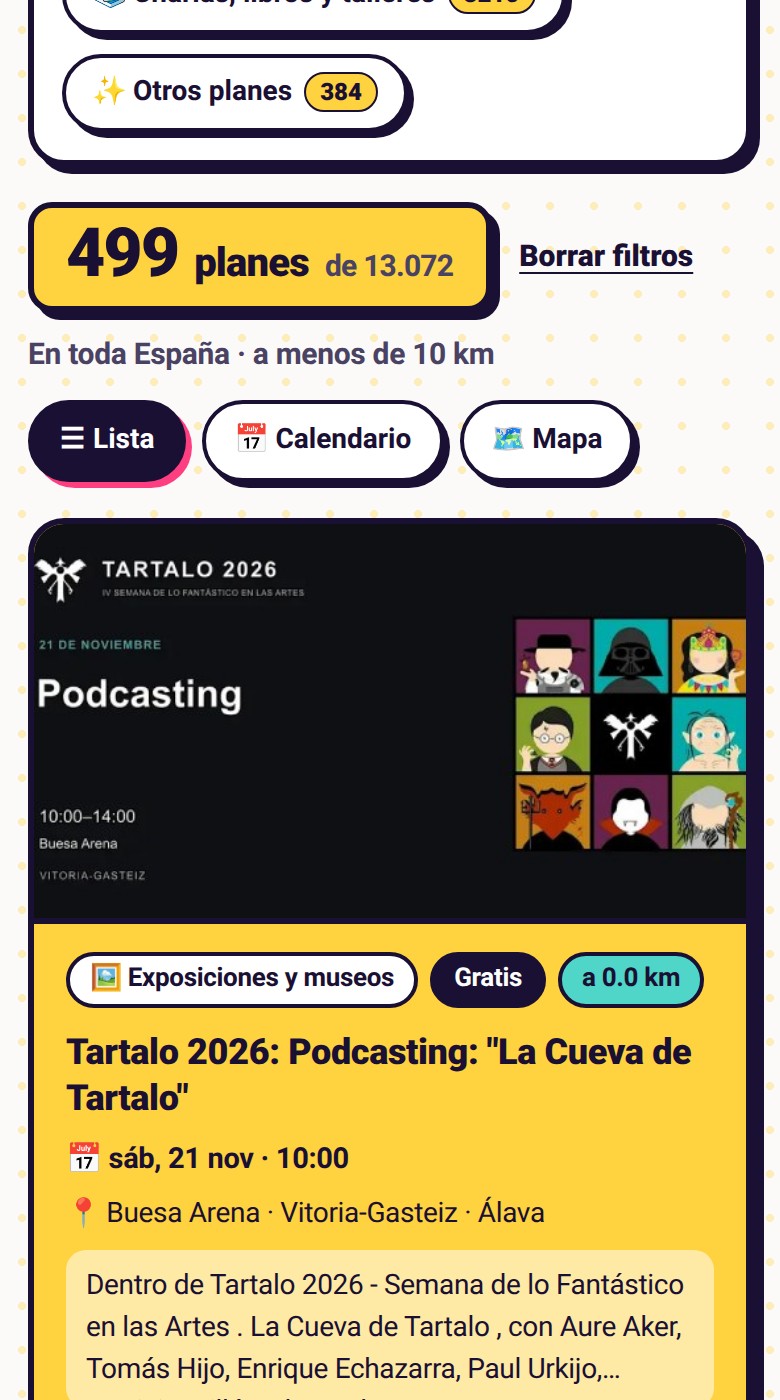 Charlas, libros y talleres
Otros planes 384
499 planes de 13.072
Borrar filtros
En toda España · a menos de 10 km
☰ Lista
Calendario
Mapa
TARTALO 2026
IV SEMANA DE LO FANTÁSTICO EN LAS ARTES
21 DE NOVIEMBRE
Podcasting
10:00–14:00
Buesa Arena
VITORIA-GASTEIZ
Exposiciones y museos
Gratis
a 0.0 km
Tartalo 2026: Podcasting: "La Cueva de
Tartalo"
sáb, 21 nov · 10:00
Buesa Arena · Vitoria-Gasteiz · Álava
Dentro de Tartalo 2026 - Semana de lo Fantástico
en las Artes . La Cueva de Tartalo , con Aure Aker,
Tomás Hijo, Enrique Echazarra, Paul Urkijo,...